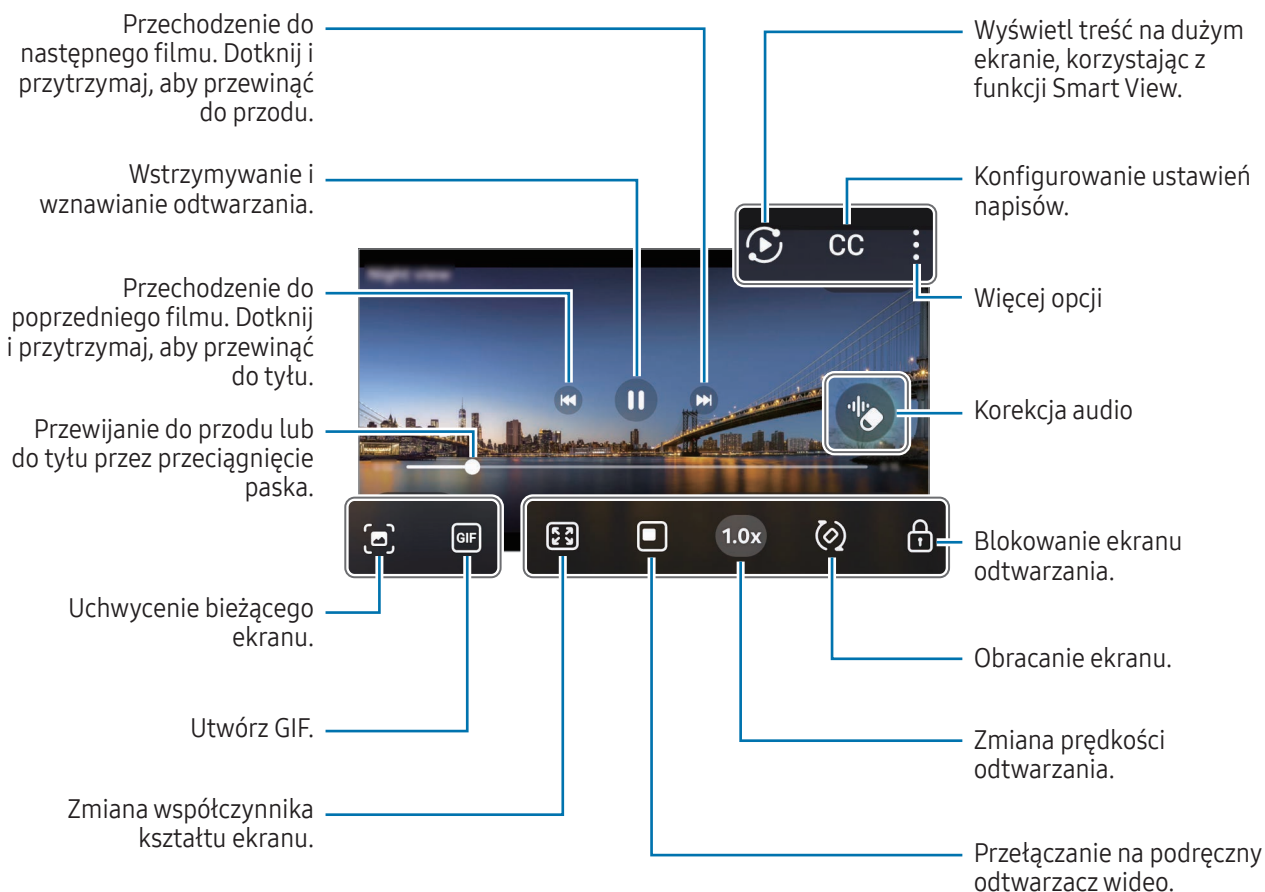 Przechodzenie do
następnego filmu. Dotknij i
przytrzymaj, aby przewinąć
do przodu.
Wstrzymywanie i
wznawianie odtwarzania.
Przechodzenie do
poprzedniego filmu. Dotknij
i przytrzymaj, aby przewinąć
do tyłu.
Przewijanie do przodu lub
do tyłu przez przeciągnięcie
paska.
Uchwycenie bieżącego
ekranu.
Utwórz GIF.
Zmiana współczynnika
kształtu ekranu.
CC
GIF
1.0x
Wyświetl treść na dużym
ekranie, korzystając z
funkcji Smart View.
Konfigurowanie ustawień
napisów.
Więcej opcji
Korekcja audio
Blokowanie ekranu
odtwarzania.
Obracanie ekranu.
Zmiana prędkości
odtwarzania.
Przełączanie na podręczny
odtwarzacz wideo.